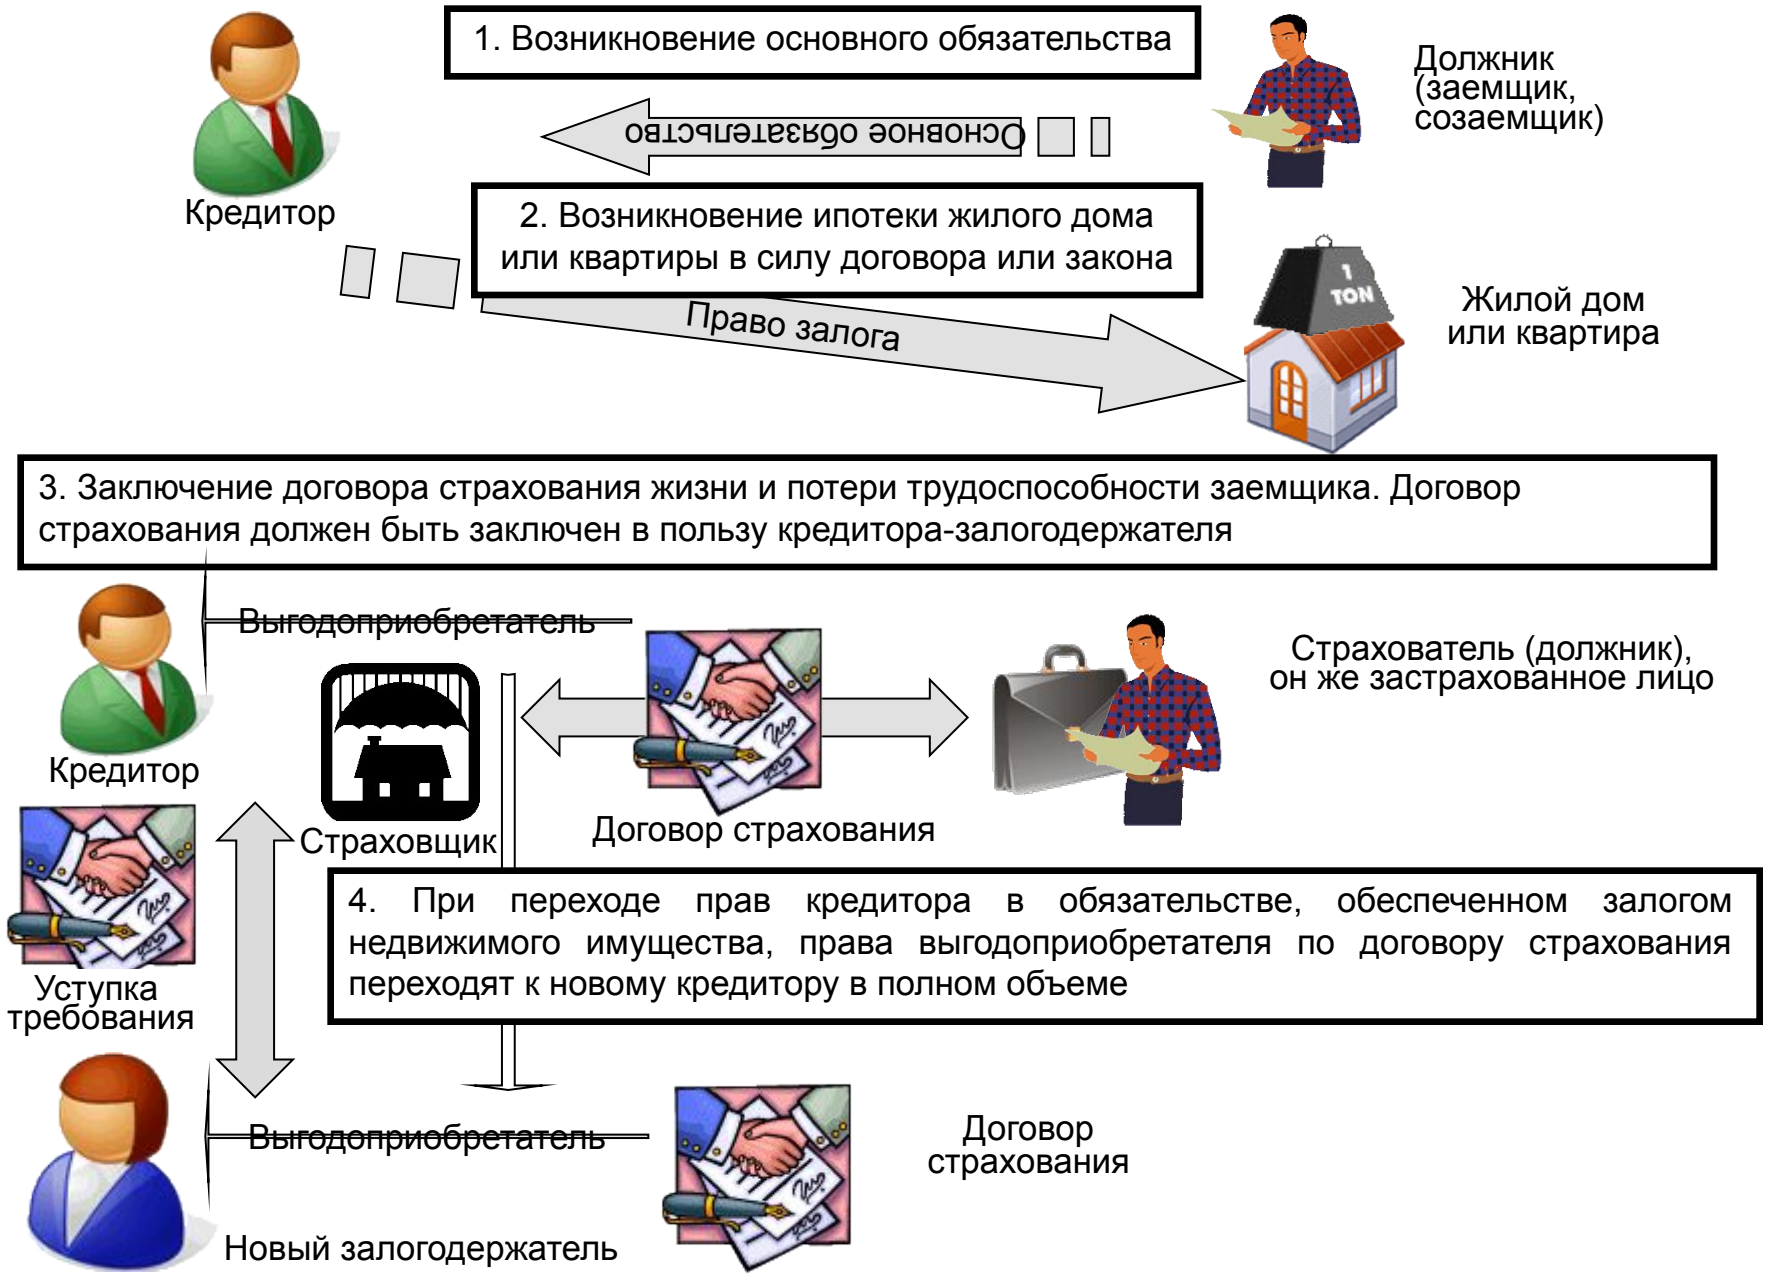 1. Возникновение основного обязательства
Должник
(заемщик,
созаемщик)
Основное обязательство
Кредитор
2. Возникновение ипотеки жилого дома
или квартиры в силу договора или закона
Право залога
1
TON
Жилой дом
или квартира
3. Заключение договора страхования жизни и потери трудоспособности заемщика. Договор
страхования должен быть заключен в пользу кредитора-залогодержателя
Выгодоприобретатель
Страхователь (должник),
он же застрахованное лицо
Кредитор
Страховщик
Договор страхования
4. При переходе прав кредитора в обязательстве, обеспеченном залогом
недвижимого имущества, права выгодоприобретателя по договору страхования
переходят к новому кредитору в полном объеме
Уступка
требования
Выгодоприобретатель
Договор
страхования
Новый залогодержатель